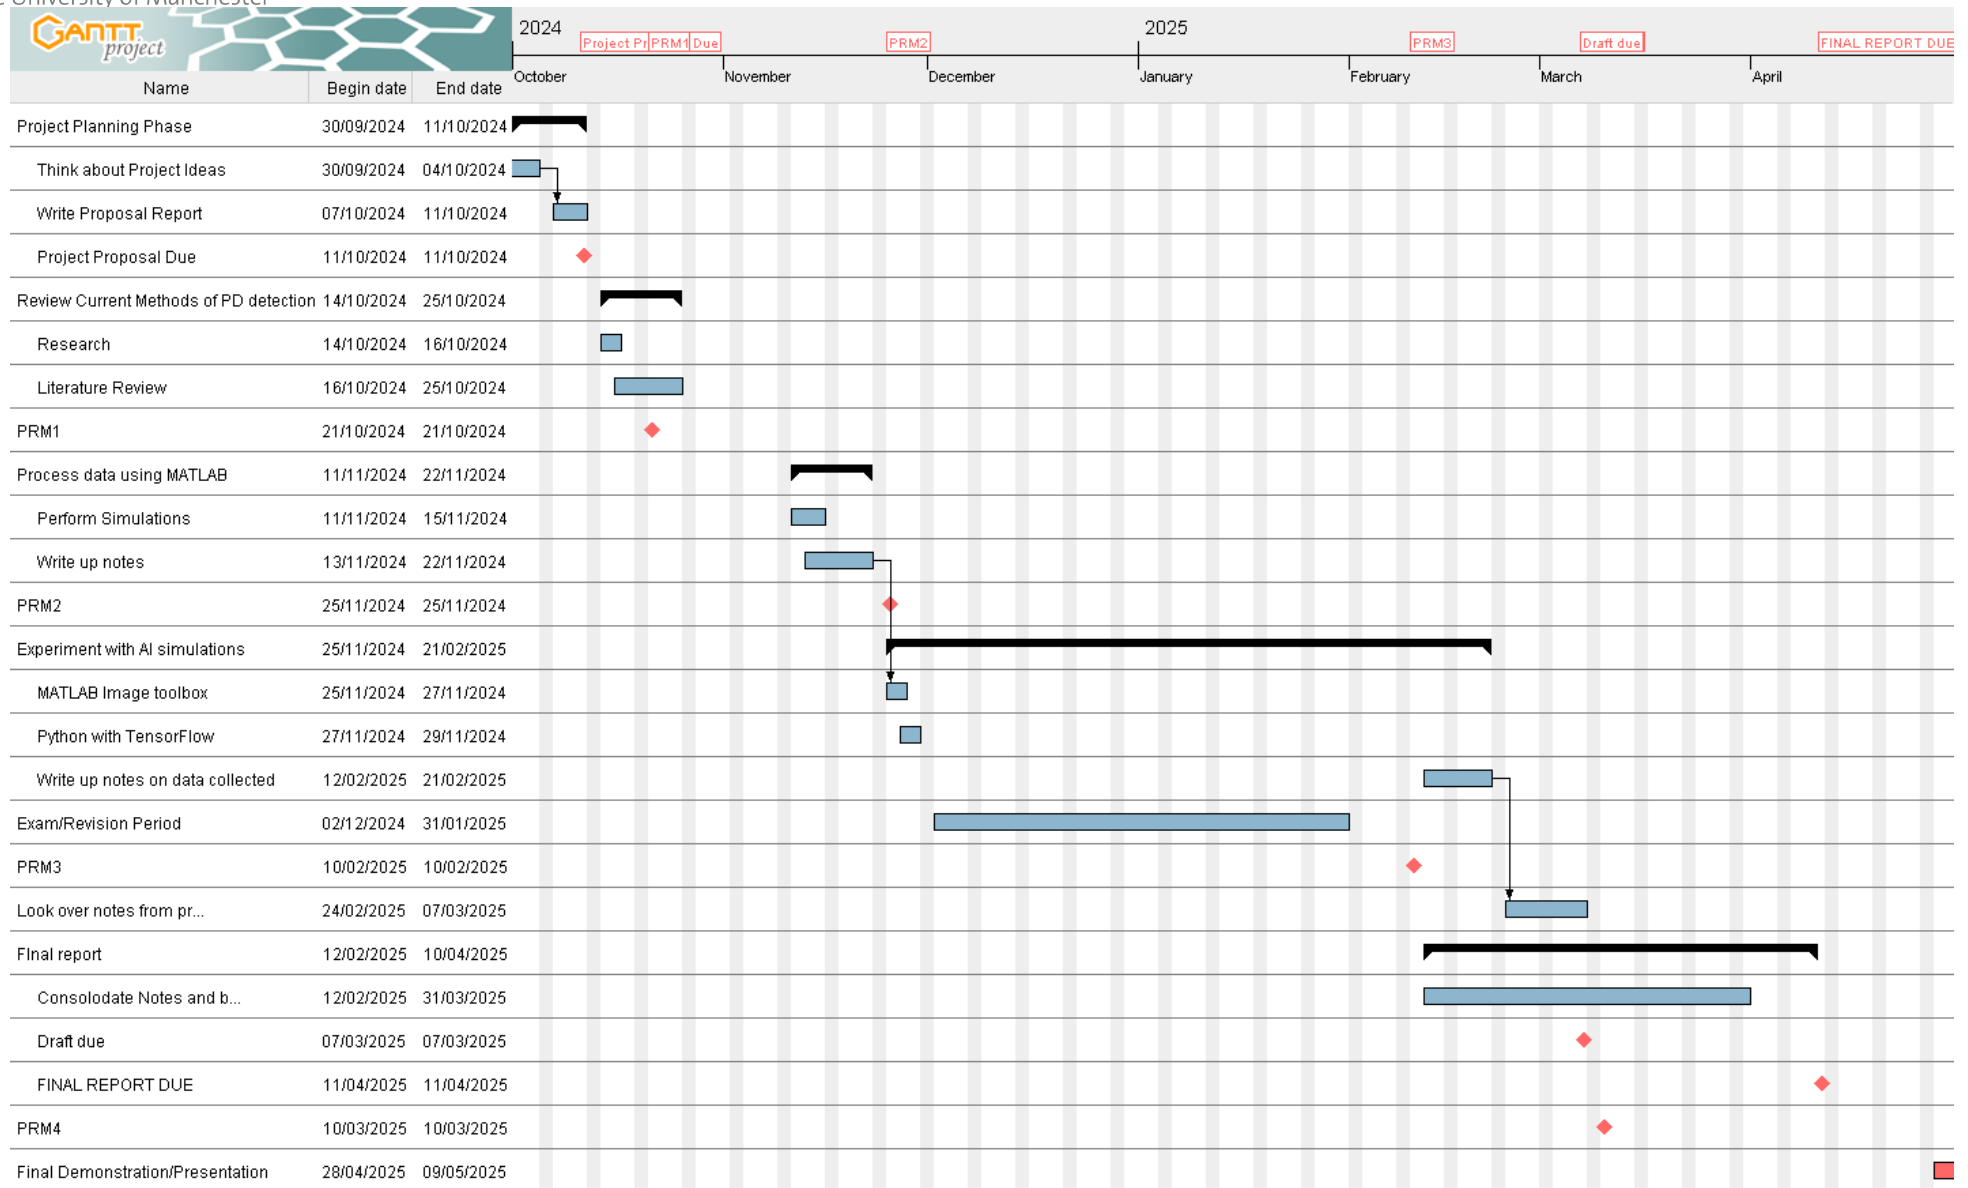 e University of Manchester
GANTT project
2024 2025
Project Pr PRM1 Due PRM2 PRM3 Draft due FINAL REPORT DUE
October November December January February March April
Name Begin date End date
Project Planning Phase 30/09/2024 11/10/2024
Think about Project Ideas 30/09/2024 04/10/2024
Write Proposal Report 07/10/2024 11/10/2024
Project Proposal Due 11/10/2024 11/10/2024
Review Current Methods of PD detection 14/10/2024 25/10/2024
Research 14/10/2024 16/10/2024
Literature Review 16/10/2024 25/10/2024
PRM1 21/10/2024 21/10/2024
Process data using MATLAB 11/11/2024 22/11/2024
Perform Simulations 11/11/2024 15/11/2024
Write up notes 13/11/2024 22/11/2024
PRM2 25/11/2024 25/11/2024
Experiment with AI simulations 25/11/2024 21/02/2025
MATLAB Image toolbox 25/11/2024 27/11/2024
Python with TensorFlow 27/11/2024 29/11/2024
Write up notes on data collected 12/02/2025 21/02/2025
Exam/Revision Period 02/12/2024 31/01/2025
PRM3 10/02/2025 10/02/2025
Look over notes from pr... 24/02/2025 07/03/2025
FInal report 12/02/2025 10/04/2025
Consolodate Notes and b... 12/02/2025 31/03/2025
Draft due 07/03/2025 07/03/2025
FINAL REPORT DUE 11/04/2025 11/04/2025
PRM4 10/03/2025 10/03/2025
Final Demonstration/Presentation 28/04/2025 09/05/2025